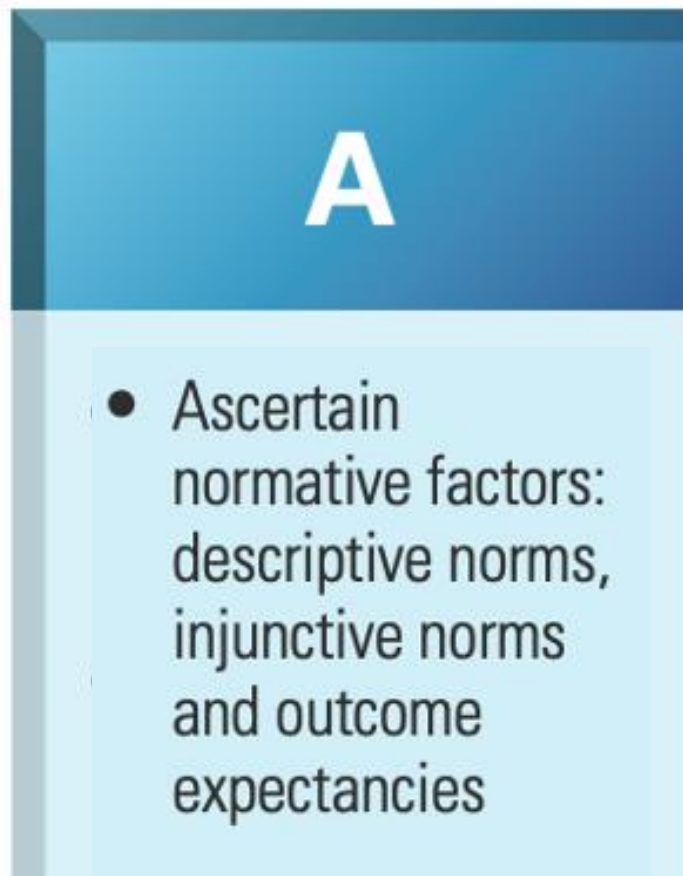 A
• Ascertain
normative factors:
descriptive norms,
injunctive norms
and outcome
expectancies